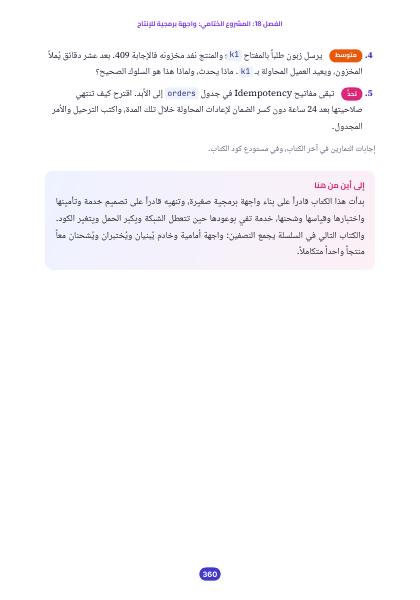 الفصل 18: المشروع الختامي: واجهة برمجية للإنتاج
4. متوسط يرسل زبون طلباً بالمفتاح k1؛ والمنتج نفد مخزونه فالإجابة 409. بعد عشر دقائق يُملأ
المخزون، ويعيد العميل المحاولة بـ k1. ماذا يحدث، ولماذا هذا هو السلوك الصحيح؟
5. تحدٍّ تبقى مفاتيح Idempotency في جدول orders إلى الأبد. اقترح كيف تنتهي
صلاحيتها بعد 24 ساعة دون كسر الضمان لإعادات المحاولة خلال تلك المدة، واكتب الترحيل والأمر
المجدول.
إجابات التمارين في آخر الكتاب، وفي مستودع كود الكتاب.
إلى أين من هنا
بدأت هذا الكتاب قادراً على بناء واجهة برمجية صغيرة، وتنهيه قادراً على تصميم خدمة وتأمينها
واختبارها وقياسها وشحنها، خدمة تفي بوعودها حين تتعطل الشبكة ويكبر الحمل ويتغير الكود.
والكتاب التالي في السلسلة يجمع النصفين: واجهة أمامية وخادم يُبنيان ويُختبران ويُشحنان معاً
منتجاً واحداً متكاملاً.
360